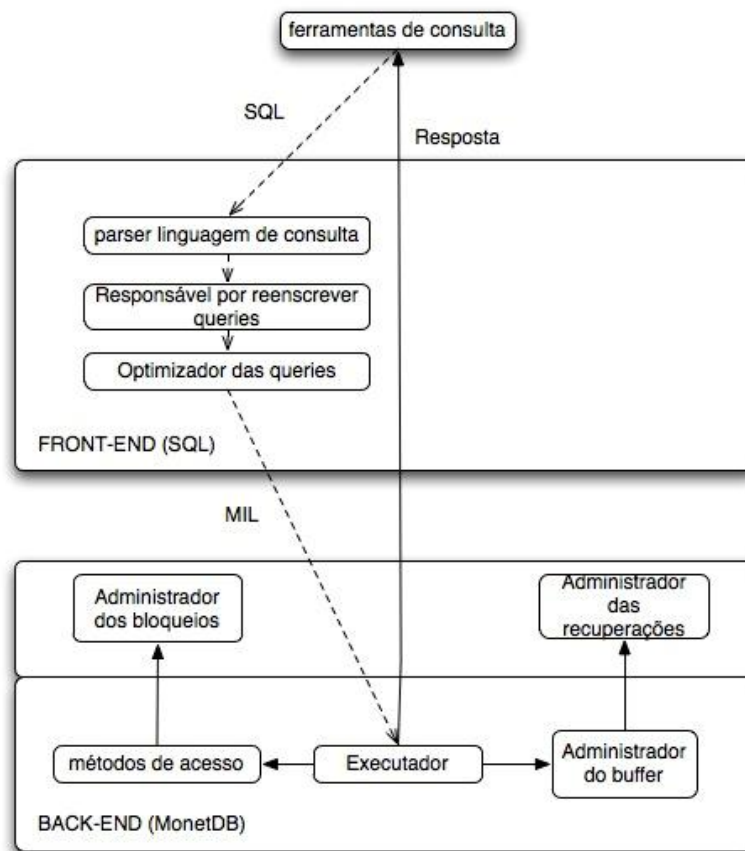 ferramentas de consulta
SQL
Resposta
parser linguagem de consulta
Responsável por reenscrever
queries
Optimizador das queries
FRONT-END (SQL)
MIL
Administrador
dos bloqueios
Administrador
das
recuperações
métodos de acesso
Executador
Administrador
do buffer
BACK-END (MonetDB)